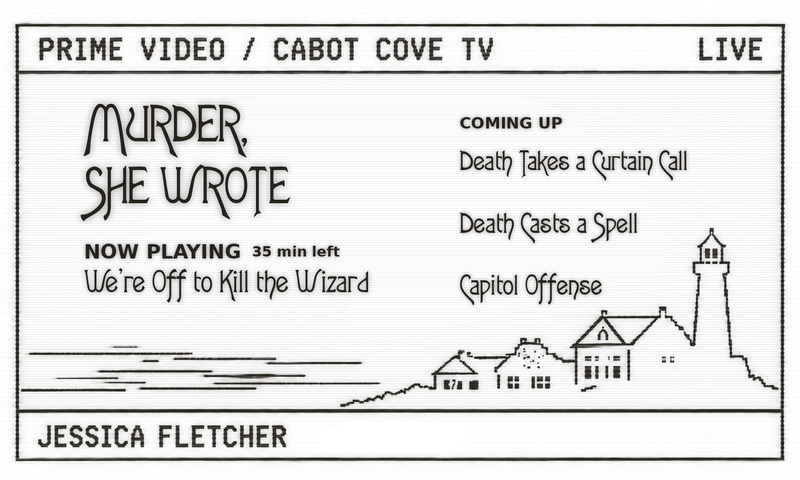 PRIME VIDEO / CABOT COVE TV LIVE
MURDER,
SHE WROTE
NOW PLAYING 35 min left
We're Off to Kill the Wizard
COMING UP
Death Takes a Curtain Call
Death Casts a Spell
Capitol Offense
JESSICA FLETCHER